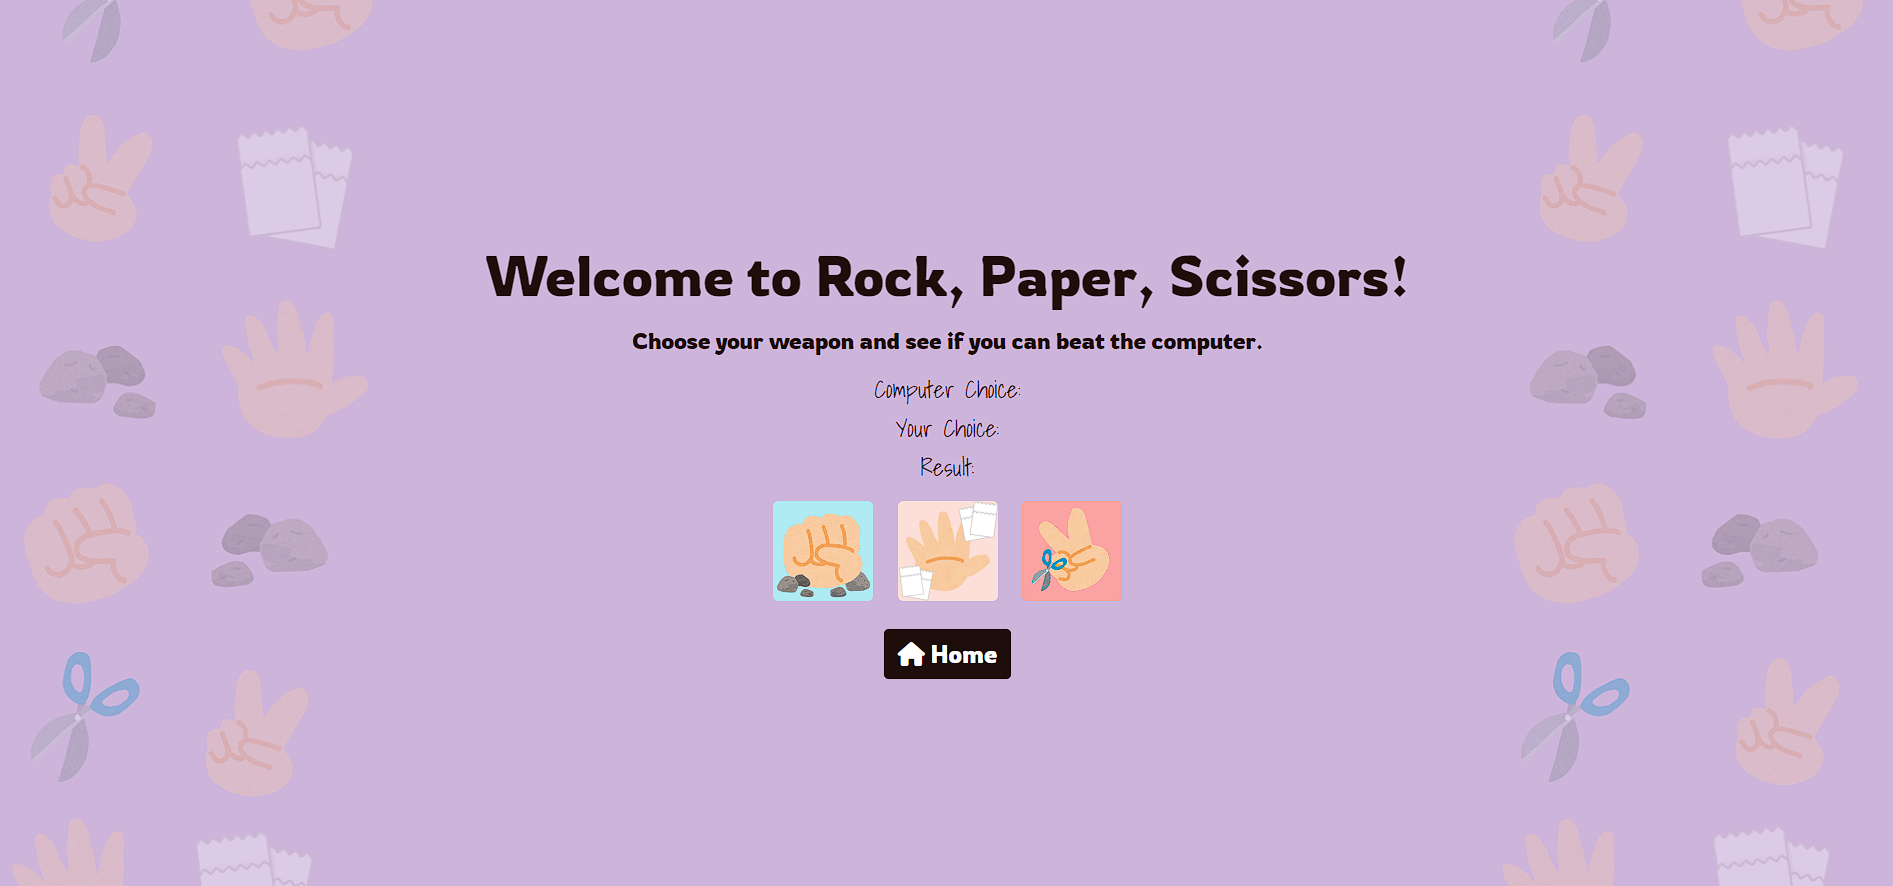 Welcome to Rock, Paper, Scissors!
Choose your weapon and see if you can beat the computer.
Computer Choice:
Your Choice:
Result:
Home